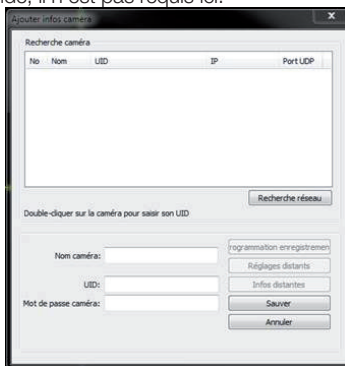 Ajouter infos caméra
Recherche caméra
No Nom UID IP Port UDP
Recherche réseau
Double-cliquer sur la caméra pour saisir son UID
Nom caméra:
rogrammation enregistremen
Réglages distants
UID:
Infos distantes
Mot de passe caméra:
Sauver
Annuler